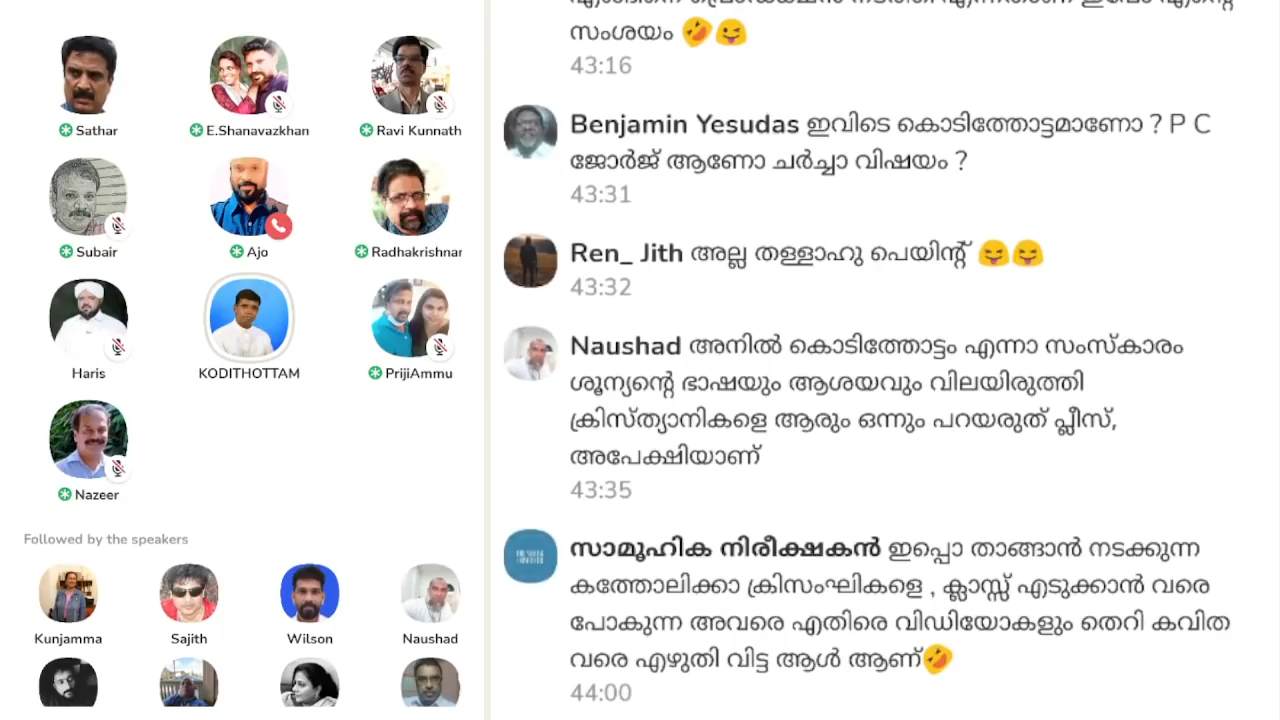 Sathar
E.Shanavazkhan
Ravi Kunnath
Subair
Ajo
Radhakrishnar
Haris
KODITHOTTAM
PrijiAmmu
Nazeer
Followed by the speakers
Kunjamma
Sajith
Wilson
Naushad
സംശയം 🤣😜
43:16
Benjamin Yesudas ഇവിടെ കൊടിത്തോട്ടമാണോ ? P C
ജോർജ് ആണോ ചർച്ചാ വിഷയം ?
43:31
Ren_ Jith അല്ല തള്ളാഹു പെയിന്റ് 😝😝
43:32
Naushad അനിൽ കൊടിത്തോട്ടം എന്നാ സംസ്കാരം
ശൂന്യന്റെ ഭാഷയും ആശയവും വിലയിരുത്തി
ക്രിസ്ത്യാനികളെ ആരും ഒന്നും പറയരുത് പ്ലീസ്,
അപേക്ഷിയാണ്
43:35
സാമൂഹിക നിരീക്ഷകൻ ഇപ്പൊ താങ്ങാൻ നടക്കുന്ന
കത്തോലിക്കാ ക്രിസംഘികളെ , ക്ലാസ്സ് എടുക്കാൻ വരെ
പോകുന്ന അവരെ എതിരെ വിഡിയോകളും തെറി കവിത
വരെ എഴുതി വിട്ട ആൾ ആണ്🤣
44:00